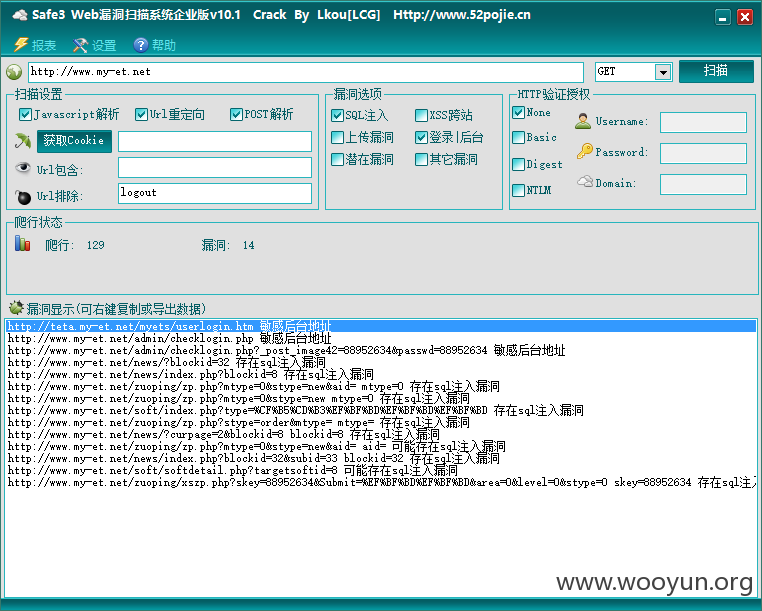 Safe3 Web漏洞扫描系统企业版v10.1 Crack By Lkou[LCG] Http://www.52pojie.cn
报表 设置 帮助
http://www.my-et.net GET 扫描
扫描设置 漏洞选项 HTTP验证授权
Javascript解析 Url重定向 POST解析 SQL注入 XSS跨站 None Username:
获取Cookie 上传漏洞 登录|后台 Basic Password:
Url包含: 潜在漏洞 其它漏洞 Digest Domain:
Url排除: logout NTLM
爬行状态
爬行: 129 漏洞: 14
漏洞显示(可右键复制或导出数据)
http://teta.my-et.net/myets/userlogin.htm 敏感后台地址
http://www.my-et.net/admin/checklogin.php 敏感后台地址
http://www.my-et.net/admin/checklogin.php?_post_image42=88952634&passwd=88952634 敏感后台地址
http://www.my-et.net/news/?blockid=32 存在sql注入漏洞
http://www.my-et.net/news/index.php?blockid=8 存在sql注入漏洞
http://www.my-et.net/zuoping/zp.php?mtype=0&stype=new&aid= mtype=0 存在sql注入漏洞
http://www.my-et.net/zuoping/zp.php?mtype=0&stype=new mtype=0 存在sql注入漏洞
http://www.my-et.net/soft/index.php?type=%CF%B5%CD%B3%EF%BF%BD%EF%BF%BD%EF%BF%BD 存在sql注入漏洞
http://www.my-et.net/zuoping/zp.php?stype=order&mtype= mtype= 存在sql注入漏洞
http://www.my-et.net/news/?curpage=2&blockid=8 blockid=8 存在sql注入漏洞
http://www.my-et.net/zuoping/zp.php?mtype=0&stype=new&aid= aid= 可能存在sql注入漏洞
http://www.my-et.net/news/index.php?blockid=32&subid=33 blockid=32 存在sql注入漏洞
http://www.my-et.net/soft/softdetail.php?targetsoftid=8 可能存在sql注入漏洞
http://www.my-et.net/zuoping/xszp.php?skey=88952634&Submit=%EF%BF%BD%EF%BF%BD&area=0&level=0&stype=0 skey=88952634 存在sql注入
www.wooyun.org